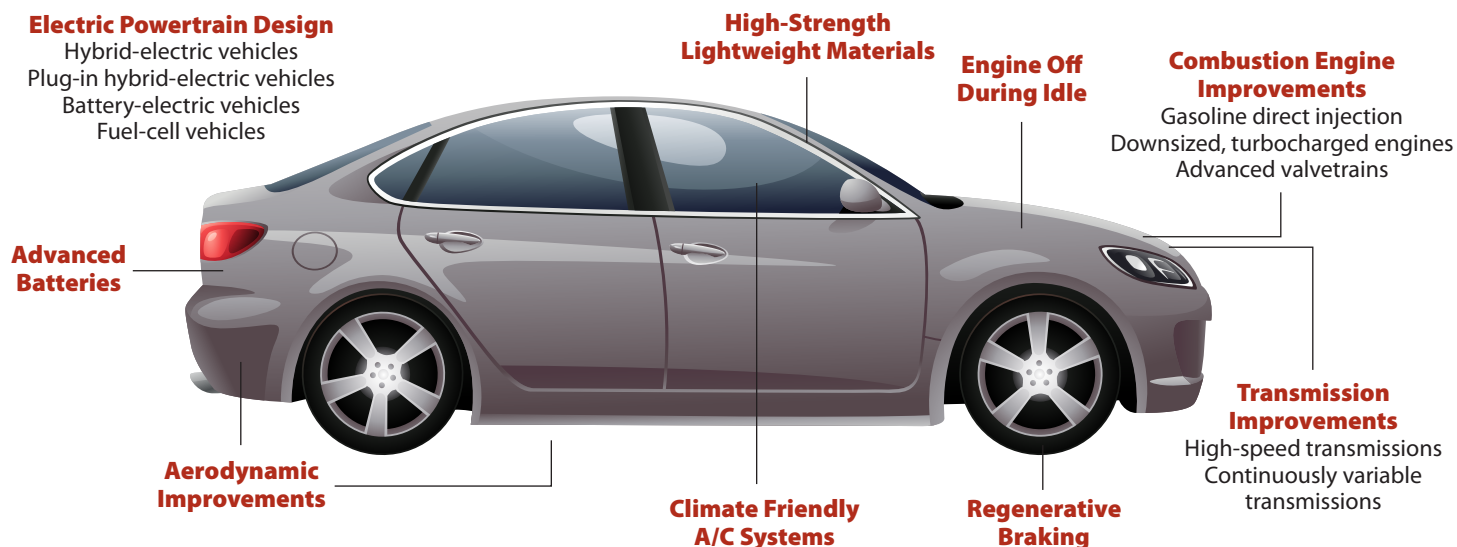 Electric Powertrain Design
Hybrid-electric vehicles
Plug-in hybrid-electric vehicles
Battery-electric vehicles
Fuel-cell vehicles
High-Strength
Lightweight Materials
Engine Off
During Idle
Combustion Engine
Improvements
Gasoline direct injection
Downsized, turbocharged engines
Advanced valvetrains
Advanced
Batteries
Aerodynamic
Improvements
Climate Friendly
A/C Systems
Regenerative
Braking
Transmission
Improvements
High-speed transmissions
Continuously variable
transmissions